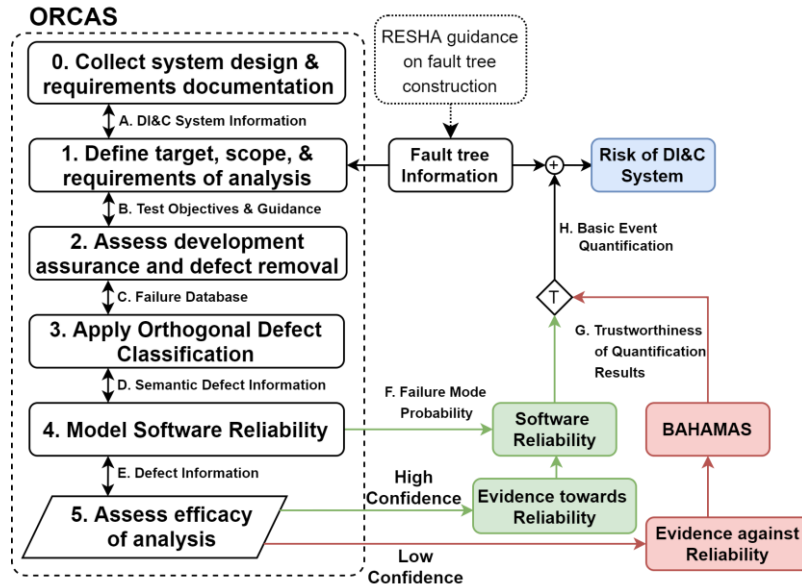 ORCAS
0. Collect system design &
requirements documentation
A. DI&C System Information
1. Define target, scope, &
requirements of analysis
B. Test Objectives & Guidance
2. Assess development
assurance and defect removal
C. Failure Database
3. Apply Orthogonal Defect
Classification
D. Semantic Defect Information
4. Model Software Reliability
E. Defect Information
5. Assess efficacy
of analysis
RESHA guidance
on fault tree
construction
Fault tree
Information
+
Risk of DI&C
System
H. Basic Event
Quantification
T
G. Trustworthiness
of Quantification
Results
F. Failure Mode
Probability
Software
Reliability
BAHAMAS
High
Confidence
Evidence towards
Reliability
Low
Confidence
Evidence against
Reliability